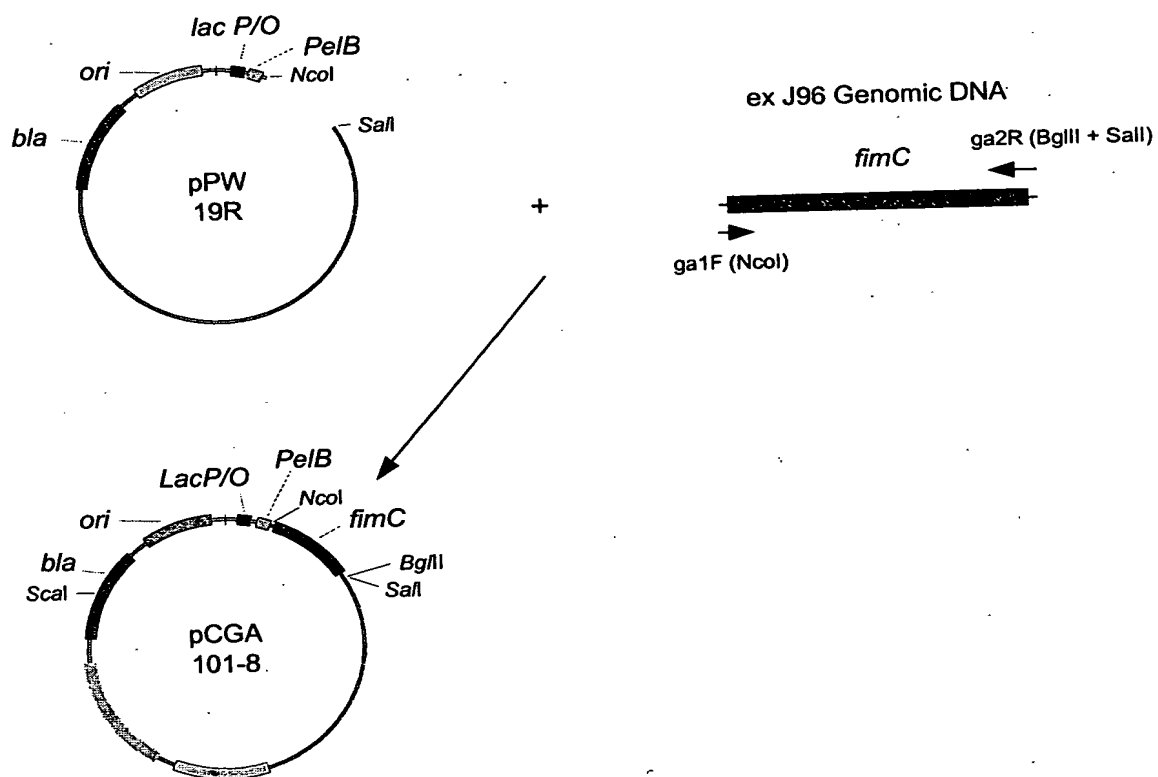 lac P/O
PelB
ori
NcoI
bla
SalI
pPW
19R
+
ex J96 Genomic DNA
ga2R (BglII + SalI)
fimC
ga1F (NcoI)
LacP/O
PelB
NcoI
ori
fimC
bla
BglII
ScaI
SalI
pCGA
101-8